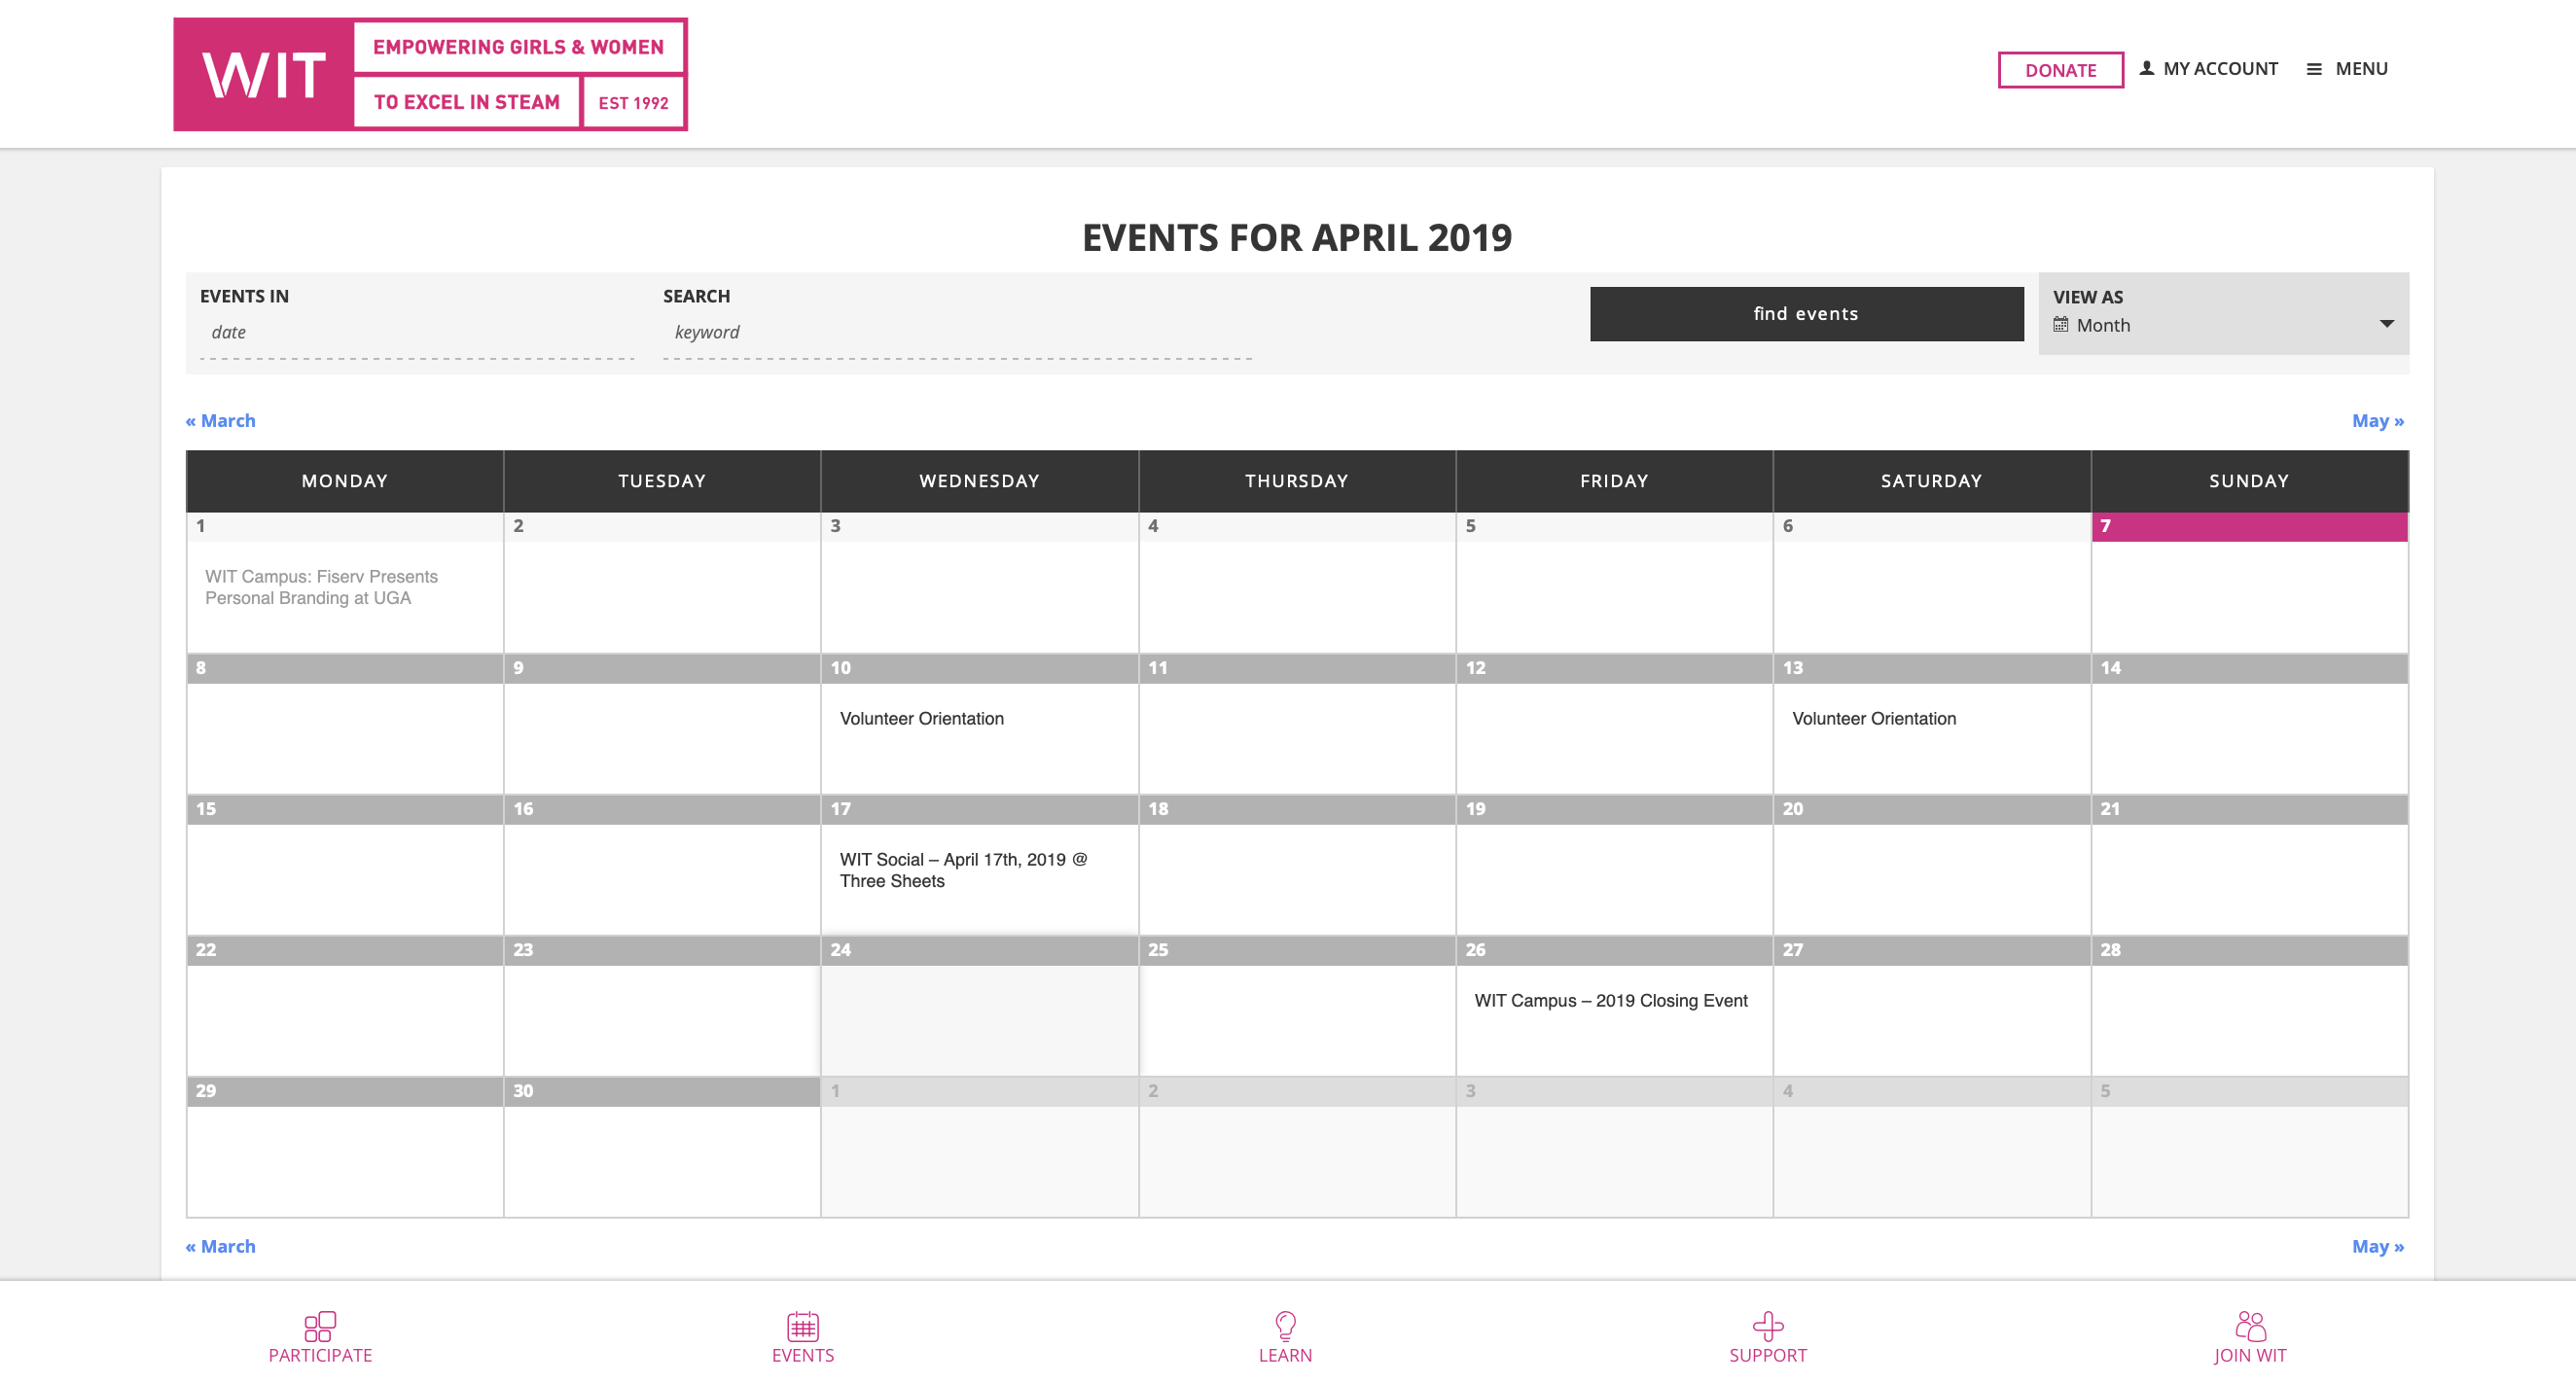 WIT
EMPOWERING GIRLS & WOMEN
TO EXCEL IN STEAM
EST 1992
DONATE
MY ACCOUNT
MENU
EVENTS FOR APRIL 2019
EVENTS IN
date
SEARCH
keyword
find events
VIEW AS
Month
« March
May »
MONDAY
TUESDAY
WEDNESDAY
THURSDAY
FRIDAY
SATURDAY
SUNDAY
1
2
3
4
5
6
7
WIT Campus: Fiserv Presents
Personal Branding at UGA
8
9
10
11
12
13
14
Volunteer Orientation
Volunteer Orientation
15
16
17
18
19
20
21
WIT Social – April 17th, 2019 @
Three Sheets
22
23
24
25
26
27
28
WIT Campus – 2019 Closing Event
29
30
1
2
3
4
5
« March
May »
PARTICIPATE
EVENTS
LEARN
SUPPORT
JOIN WIT